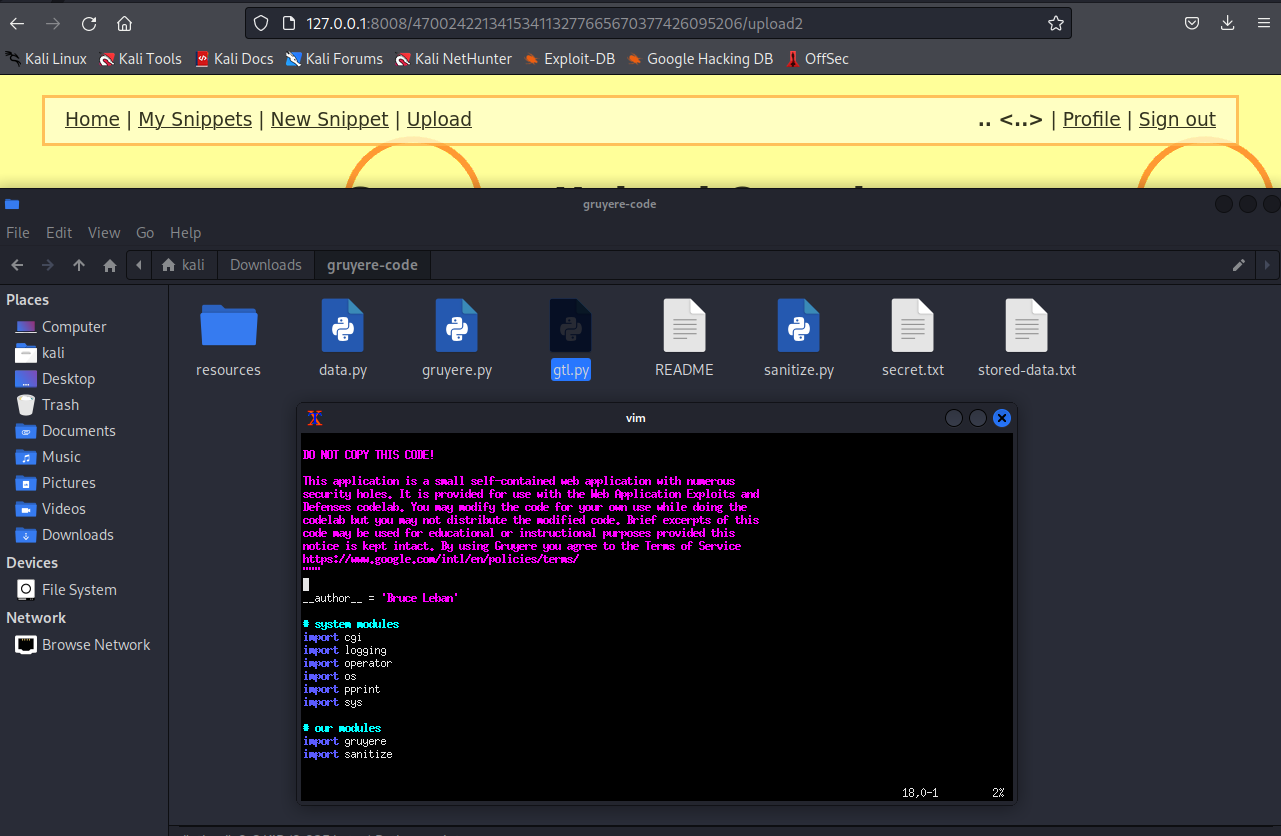 127.0.0.1:8008/470024221341534113277665670377426095206/upload2
Kali Linux Kali Tools Kali Docs Kali Forums Kali NetHunter Exploit-DB Google Hacking DB OffSec
Home | My Snippets | New Snippet | Upload .. <..> | Profile | Sign out
gruyere-code
File Edit View Go Help
kali Downloads gruyere-code
Places
Computer
kali
Desktop
Trash
Documents
Music
Pictures
Videos
Downloads
Devices
File System
Network
Browse Network
resources data.py gruyere.py gtl.py README sanitize.py secret.txt stored-data.txt
vim
DO NOT COPY THIS CODE!
This application is a small self-contained web application with numerous
security holes. It is provided for use with the Web Application Exploits and
Defenses codelab. You may modify the code for your own use while doing the
codelab but you may not distribute the modified code. Brief excerpts of this
code may be used for educational or instructional purposes provided this
notice is kept intact. By using Gruyere you agree to the Terms of Service
https://www.google.com/intl/en/policies/terms/
"""
__author__ = 'Bruce Leban'
# system modules
import cgi
import logging
import operator
import os
import pprint
import sys
# our modules
import gruyere
import sanitize
18,0-1 2%